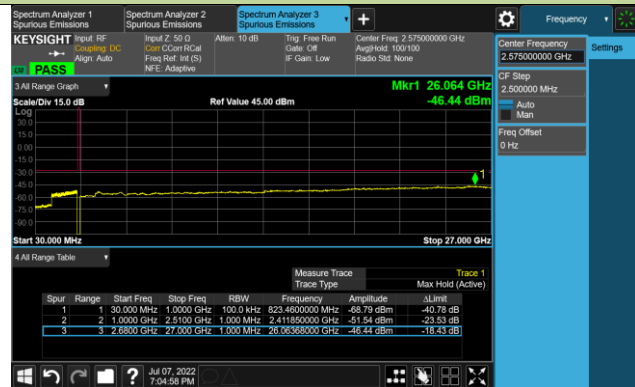 Spectrum Analyzer 1
Spurious Emissions
Spectrum Analyzer 2
Spurious Emissions
Spectrum Analyzer 3
Spurious Emissions
+
Frequency
KEYSIGHT
Input: RF
Coupling: DC
Align: Auto
Input Z: 50 Ω
Corr CCorr RCal
Freq Ref: Int (S)
NFE: Adaptive
Atten: 10 dB
Trig: Free Run
Gate: Off
IF Gain: Low
Center Freq: 2.575000000 GHz
Avg|Hold: 100/100
Radio Std: None
PASS
Center Frequency
2.575000000 GHz
Settings
CF Step
2.500000 MHz
Auto
Man
Freq Offset
0 Hz
3 All Range Graph
Mkr1 26.064 GHz
Scale/Div 15.0 dB
Ref Value 45.00 dBm
-46.44 dBm
Log
30.0
15.0
0.00
-15.0
-30.0
-45.0
-60.0
-75.0
-90.0
1
Start 30.000 MHz
Stop 27.000 GHz
4 All Range Table
Measure Trace Trace 1
Trace Type Max Hold (Active)
Spur Range Start Freq Stop Freq RBW Frequency Amplitude ΔLimit
1 1 30.000 MHz 1.0000 GHz 100.0 kHz 823.4600000 MHz -68.79 dBm -40.78 dB
2 2 1.0000 GHz 2.5100 GHz 1.000 MHz 2.411850000 GHz -51.54 dBm -23.53 dB
3 3 2.6800 GHz 27.000 GHz 1.000 MHz 26.06368000 GHz -46.44 dBm -18.43 dB
?
Jul 07, 2022
7:04:58 PM